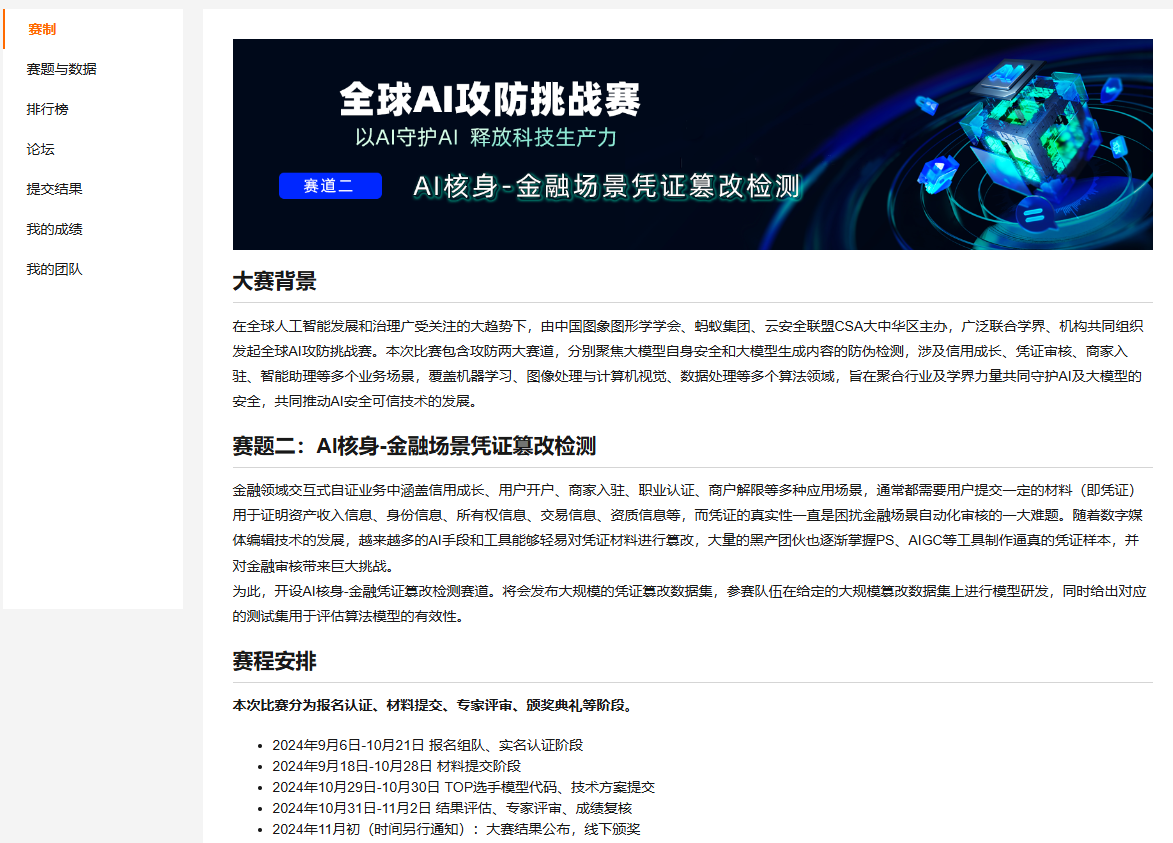 赛制
赛题与数据
排行榜
论坛
提交结果
我的成绩
我的团队
全球AI攻防挑战赛
以AI守护AI 释放科技生产力
赛道二 AI核身-金融场景凭证篡改检测
大赛背景
在全球人工智能发展和治理广受关注的大趋势下，由中国图象图形学学会、蚂蚁集团、云安全联盟CSA大中华区主办，广泛联合学界、机构共同组织
发起全球AI攻防挑战赛。本次比赛包含攻防两大赛道，分别聚焦大模型自身安全和大模型生成内容的防伪检测，涉及信用成长、凭证审核、商家入
驻、智能助理等多个业务场景，覆盖机器学习、图像处理与计算机视觉、数据处理等多个算法领域，旨在聚合行业及学界力量共同守护AI及大模型的
安全，共同推动AI安全可信技术的发展。
赛题二：AI核身-金融场景凭证篡改检测
金融领域交互式自证业务中涵盖信用成长、用户开户、商家入驻、职业认证、商户解限等多种应用场景，通常都需要用户提交一定的材料（即凭证）
用于证明资产收入信息、身份信息、所有权信息、交易信息、资质信息等，而凭证的真实性一直是困扰金融场景自动化审核的一大难题。随着数字媒
体编辑技术的发展，越来越多的AI手段和工具能够轻易对凭证材料进行篡改，大量的黑产团伙也逐渐掌握PS、AIGC等工具制作逼真的凭证样本，并
对金融审核带来巨大挑战。
为此，开设AI核身-金融凭证篡改检测赛道。将会发布大规模的凭证篡改数据集，参赛队伍在给定的大规模篡改数据集上进行模型研发，同时给出对应
的测试集用于评估算法模型的有效性。
赛程安排
本次比赛分为报名认证、材料提交、专家评审、颁奖典礼等阶段。
• 2024年9月6日-10月21日 报名组队、实名认证阶段
• 2024年9月18日-10月28日 材料提交阶段
• 2024年10月29日-10月30日 TOP选手模型代码、技术方案提交
• 2024年10月31日-11月2日 结果评估、专家评审、成绩复核
• 2024年11月初（时间另行通知）：大赛结果公布，线下颁奖